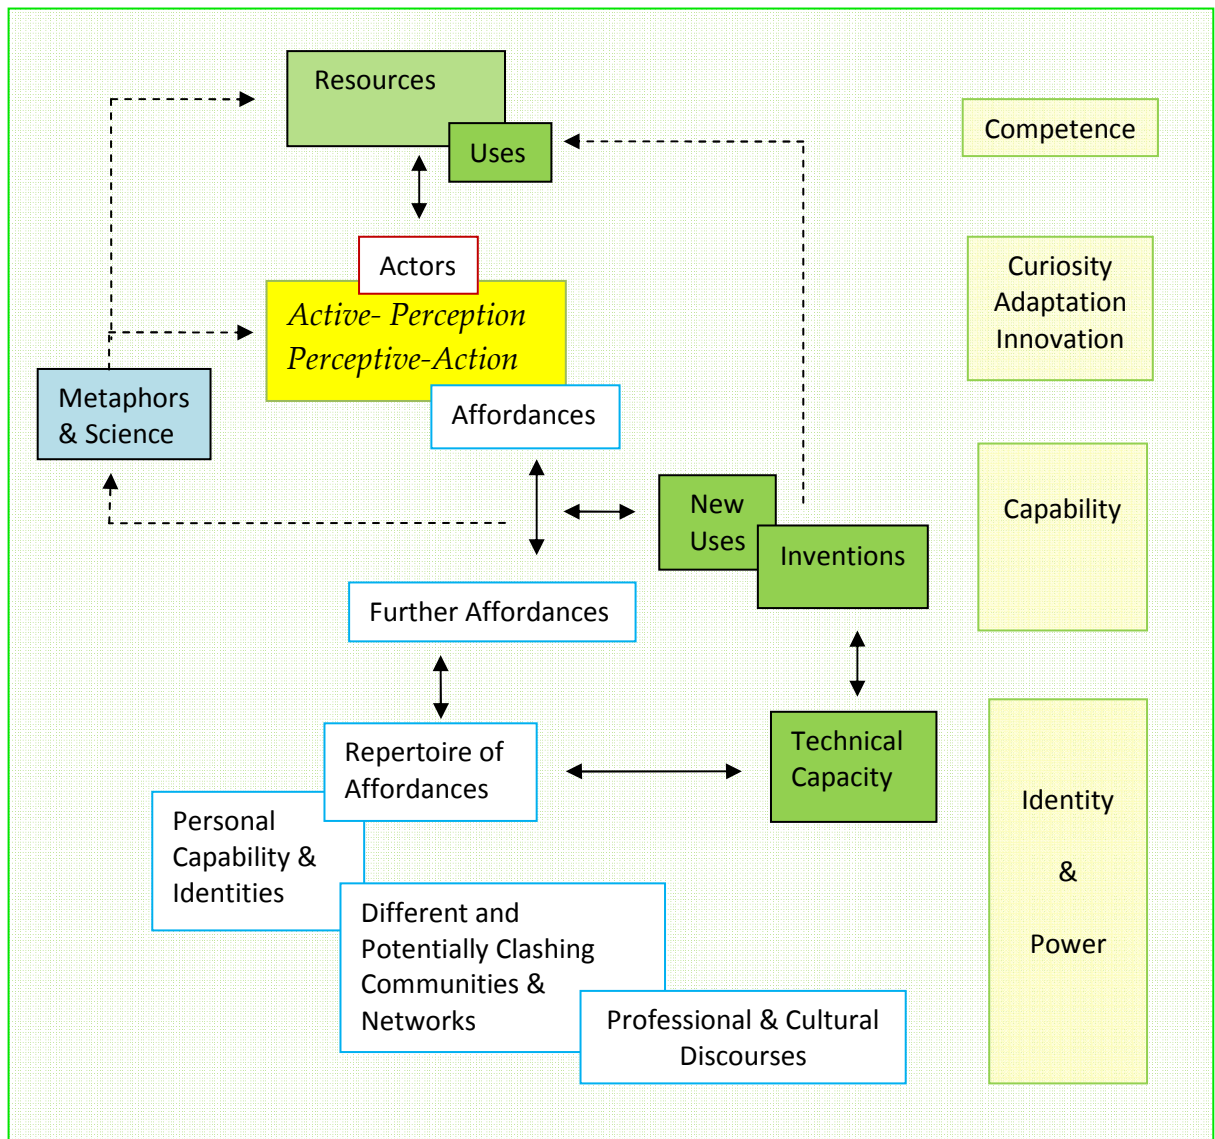 Resources
Uses
Competence
Actors
Active- Perception
Perceptive-Action
Curiosity
Adaptation
Innovation
Metaphors
& Science
Affordances
New
Uses
Inventions
Capability
Further Affordances
Repertoire of
Affordances
Technical
Capacity
Personal
Capability &
Identities
Different and
Potentially Clashing
Communities &
Networks
Professional & Cultural
Discourses
Identity
&
Power